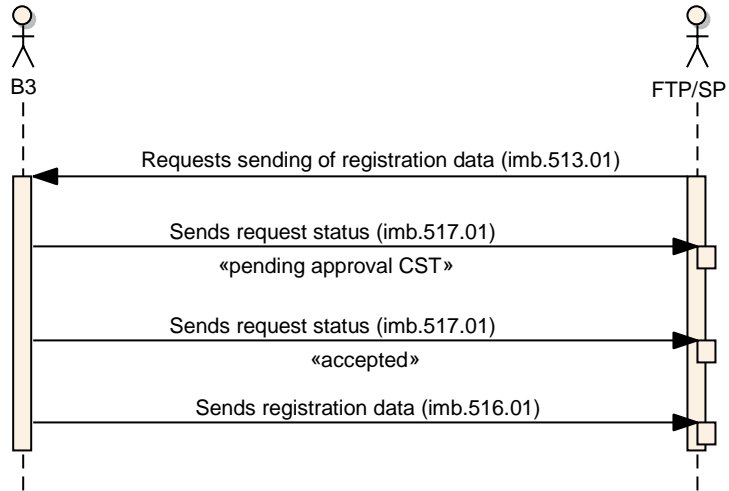 B3
FTP/SP
Requests sending of registration data (imb.513.01)
Sends request status (imb.517.01)
«pending approval CST»
Sends request status (imb.517.01)
«accepted»
Sends registration data (imb.516.01)